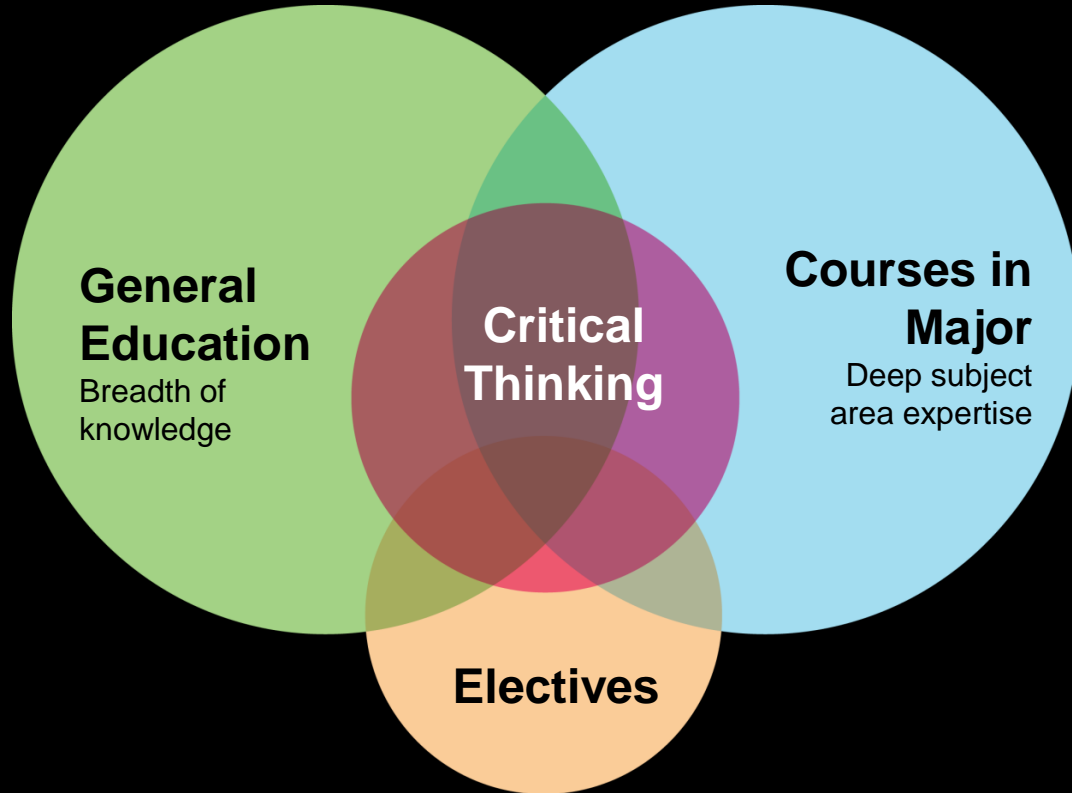 General
Education
Breadth of
knowledge
Critical
Thinking
Courses in
Major
Deep subject
area expertise
Electives